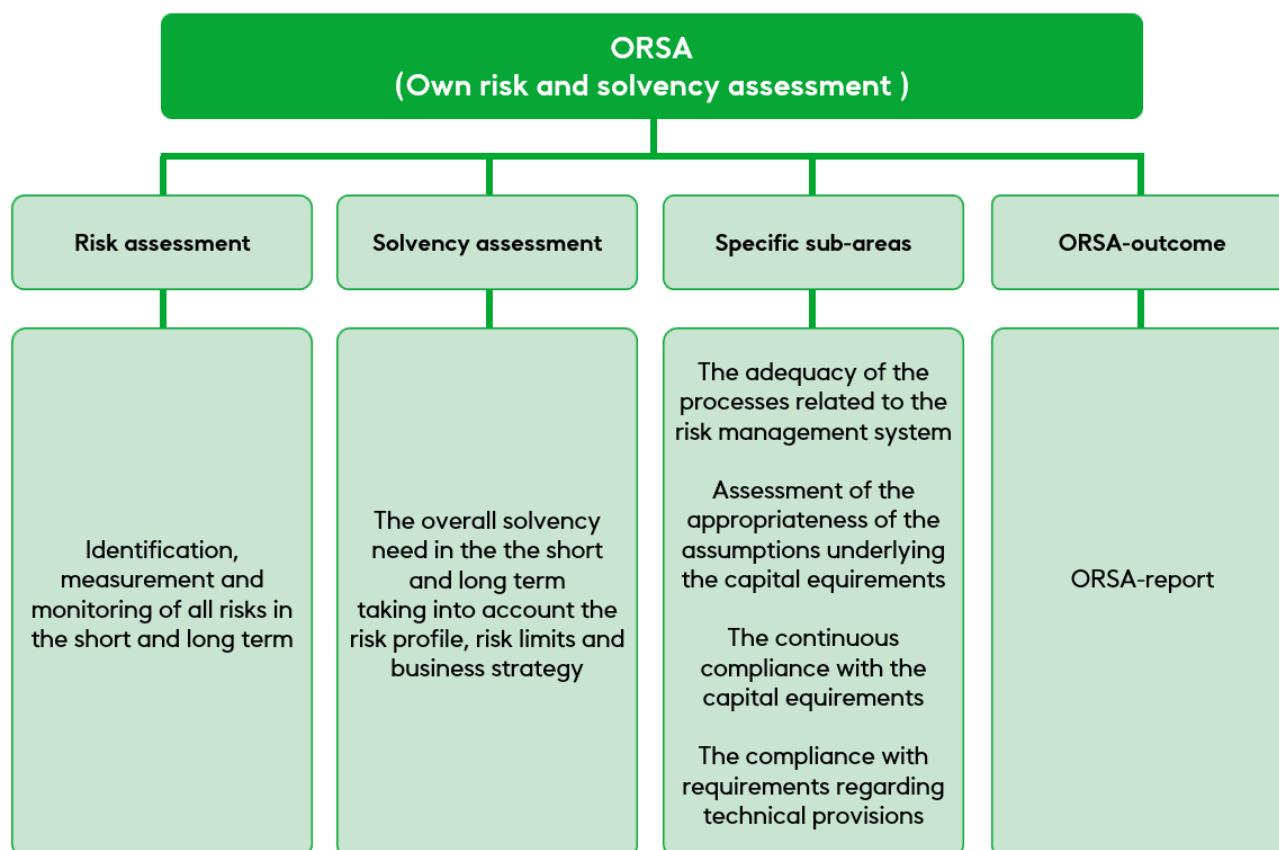 ORSA
(Own risk and solvency assessment )
Risk assessment
Solvency assessment
Specific sub-areas
ORSA-outcome
Identification,
measurement and
monitoring of all risks in
the short and long term
The overall solvency
need in the the short
and long term
taking into account the
risk profile, risk limits and
business strategy
The adequacy of the
processes related to the
risk management system
Assessment of the
appropriateness of the
assumptions underlying
the capital equirements
The continuous
compliance with the
capital equirements
The compliance with
requirements regarding
technical provisions
ORSA-report